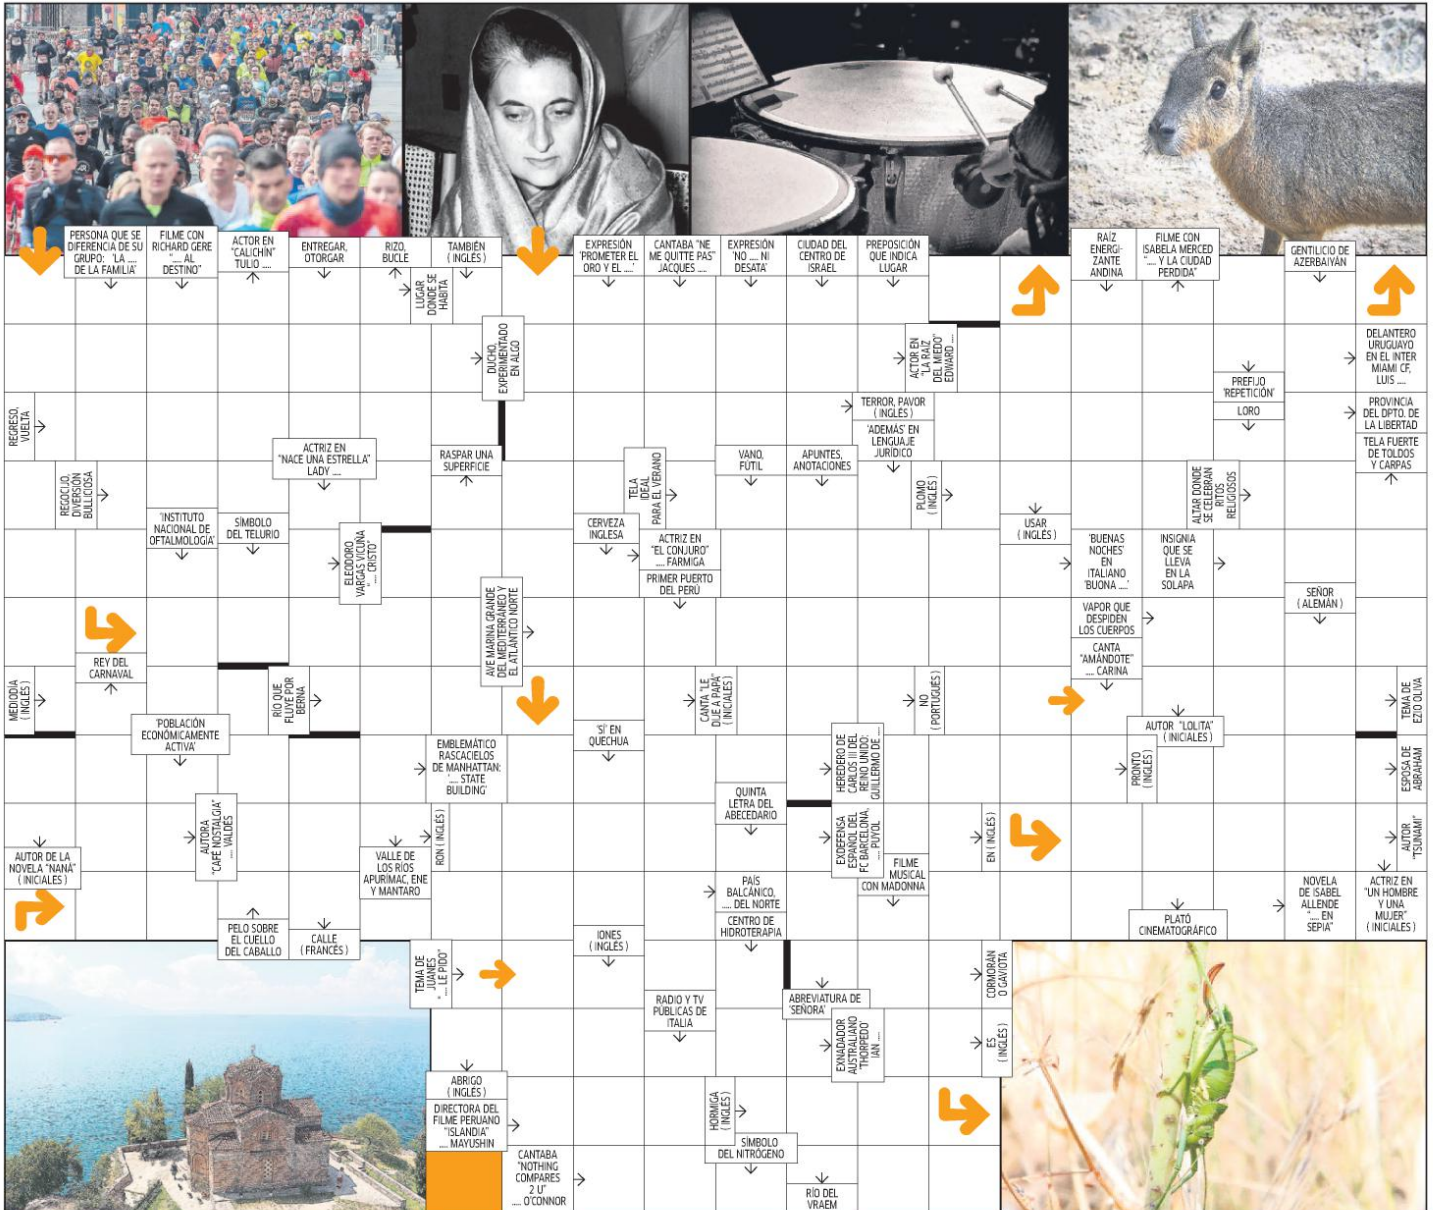 PERSONA QUE SE
DIFERENCIA DE SU
GRUPO: 'LA ....
DE LA FAMILIA'
FILME CON
RICHARD GERE
".... AL
DESTINO"
ACTOR EN
"CALICHÍN"
TULIO ....
ENTREGAR,
OTORGAR
RIZO,
BUCLE
TAMBIÉN
(INGLÉS)
LUGAR
DONDE SE
HABITA
EXPRESIÓN
'PROMETER EL
ORO Y EL ....'
CANTABA "NE
ME QUITTE PAS"
JACQUES ....
EXPRESIÓN
'NO .... NI
DESATA'
CIUDAD DEL
CENTRO DE
ISRAEL
PREPOSICIÓN
QUE INDICA
LUGAR
RAÍZ
ENERGI-
ZANTE
ANDINA
FILME CON
ISABELA MERCED
".... Y LA CIUDAD
PERDIDA"
GENTILICIO DE
AZERBAIYÁN
DUCHO,
EXPERIMENTADO
EN ALGO
ACTOR EN
"LA RAÍZ
DEL MIEDO"
EDWARD ....
DELANTERO
URUGUAYO
EN EL INTER
MIAMI CF,
LUIS ....
PREFIJO
'REPETICIÓN'
LORO
REGRESO,
VUELTA
TERROR, PAVOR
(INGLÉS)
'ADEMÁS' EN
LENGUAJE
JURÍDICO
PROVINCIA
DEL DPTO. DE
LA LIBERTAD
TELA FUERTE
DE TOLDOS
Y CARPAS
ACTRIZ EN
"NACE UNA ESTRELLA"
LADY ....
RASPAR UNA
SUPERFICIE
VANO,
FÚTIL
APUNTES,
ANOTACIONES
REGOCIJO,
DIVERSIÓN
BULLICIOSA
TELA
IDEAL
PARA EL VERANO
PLOMO
(INGLÉS)
ALTAR DONDE
SE CELEBRAN
RITOS
RELIGIOSOS
'INSTITUTO
NACIONAL DE
OFTALMOLOGÍA'
SÍMBOLO
DEL TELURIO
CERVEZA
INGLESA
USAR
(INGLÉS)
ELEODORO
VARGAS VICUÑA
".... CRISTO"
ACTRIZ EN
"EL CONJURO"
.... FARMIGA
PRIMER PUERTO
DEL PERÚ
'BUENAS
NOCHES'
EN
ITALIANO
'BUONA ....'
INSIGNIA
QUE SE
LLEVA
EN LA
SOLAPA
AVE MARINA GRANDE
DEL MEDITERRÁNEO Y
EL ATLÁNTICO NORTE
SEÑOR
(ALEMÁN)
VAPOR QUE
DESPIDEN
LOS CUERPOS
CANTA
"AMÁNDOTE"
.... CARINA
REY DEL
CARNAVAL
MEDIODÍA
(INGLÉS)
RÍO QUE
FLUYE POR
BERNA
CANTA "LE
DIJE A PAPÁ"
(INICIALES)
NO
(PORTUGUÉS)
TEMA DE
EZIO OLIVA
'POBLACIÓN
ECONÓMICAMENTE
ACTIVA'
'SÍ' EN
QUECHUA
AUTOR "LOLITA"
(INICIALES)
EMBLEMÁTICO
RASCACIELOS
DE MANHATTAN:
'.... STATE
BUILDING'
HEREDERO DE
CARLOS III DEL
REINO UNIDO:
GUILLERMO DE ....
PRONTO
(INGLÉS)
ESPOSA DE
ABRAHAM
QUINTA
LETRA DEL
ABECEDARIO
AUTORA
"CAFÉ NOSTALGIA"
.... VALDÉS
RON (INGLÉS)
EXDEFENSA
ESPAÑOL DEL
FC BARCELONA,
.... PUYOL
EN (INGLÉS)
AUTOR
"TSUNAMI"
AUTOR DE LA
NOVELA "NANÁ"
(INICIALES)
VALLE DE
LOS RÍOS
APURÍMAC, ENE
Y MANTARO
FILME
MUSICAL
CON MADONNA
PAÍS
BALCÁNICO,
.... DEL NORTE
CENTRO DE
HIDROTERAPIA
NOVELA
DE ISABEL
ALLENDE
".... EN
SEPIA"
ACTRIZ EN
"UN HOMBRE
Y UNA
MUJER"
(INICIALES)
PLATÓ
CINEMATOGRÁFICO
PELO SOBRE
EL CUELLO
DEL CABALLO
CALLE
(FRANCÉS)
IONES
(INGLÉS)
TEMA DE
JUANES
".... LE PIDO"
CORMORÁN
O GAVIOTA
RADIO Y TV
PÚBLICAS DE
ITALIA
ABREVIATURA DE
'SEÑORA'
EXNADADOR
AUSTRALIANO
'THORPEDO'
IAN ....
ES
(INGLÉS)
ABRIGO
(INGLÉS)
DIRECTORA DEL
FILME PERUANO
"ISLANDIA"
.... MAYUSHIN
HORMIGA
(INGLÉS)
SÍMBOLO
DEL NITRÓGENO
CANTABA
"NOTHING
COMPARES
2 U"
.... O'CONNOR
RÍO DEL
VRAEM